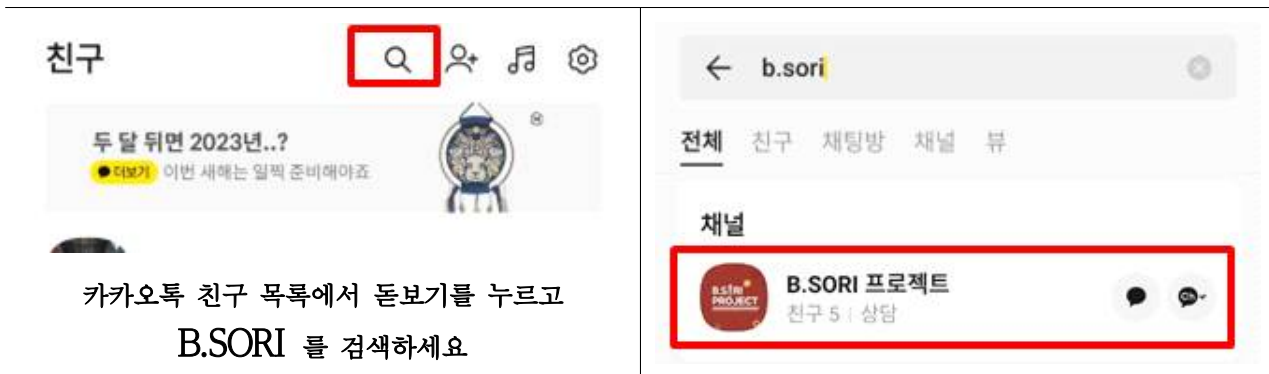 친구
두 달 뒤면 2023년..?
더보기 이번 새해는 일찍 준비해야죠
카카오톡 친구 목록에서 돋보기를 누르고
B.SORI 를 검색하세요
b.sori
전체 친구 채팅방 채널 뷰
채널
B.SORI
PROJECT
B.SORI 프로젝트
친구 5 | 상담
Ch